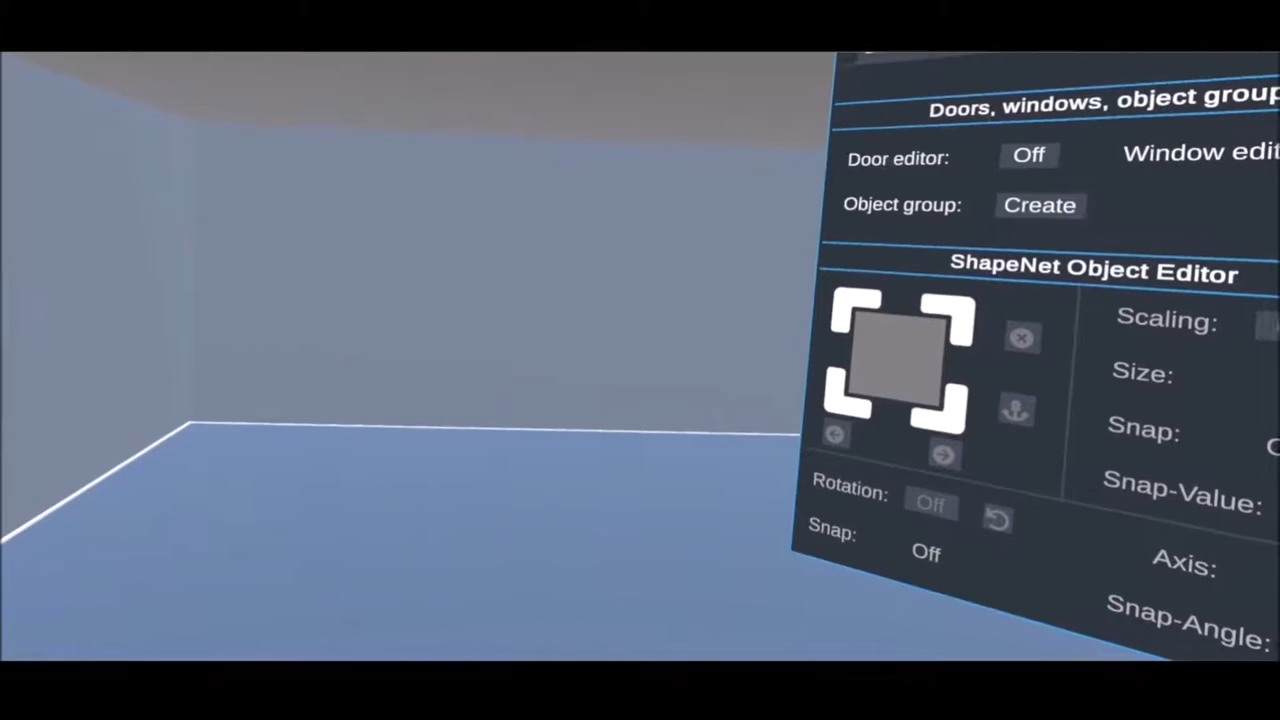 Doors, windows, object group
Door editor: Off Window edit
Object group: Create
ShapeNet Object Editor
Scaling:
Size:
Snap:
Snap-Value:
Rotation: Off
Snap: Off
Axis:
Snap-Angle: